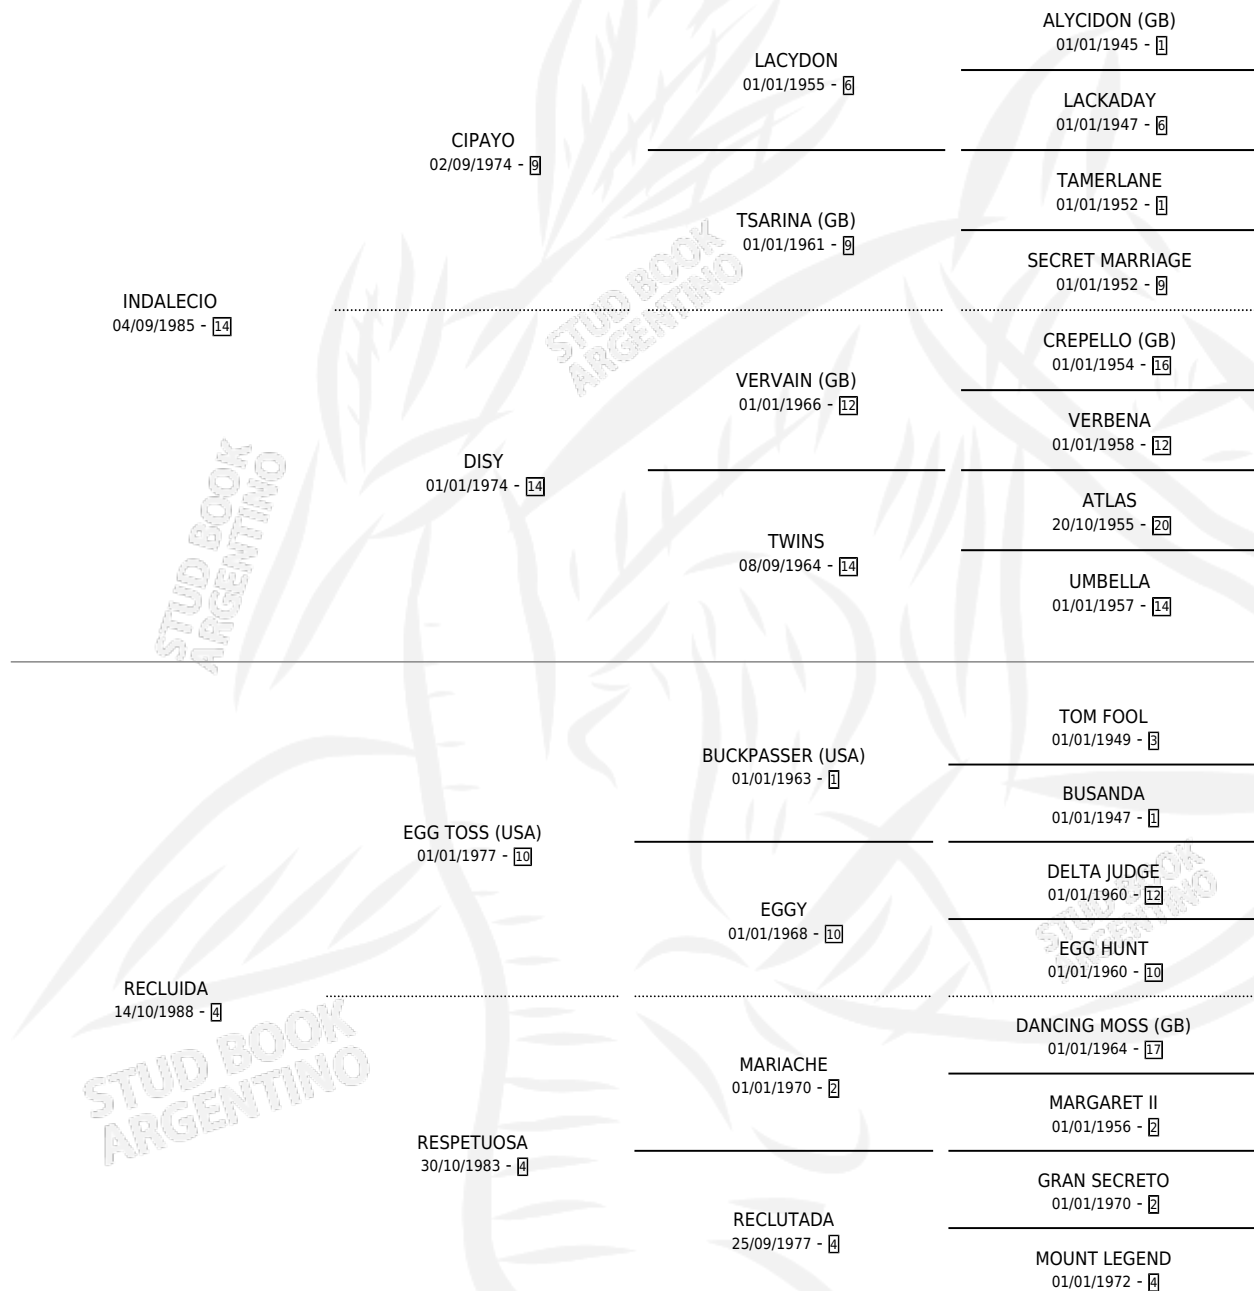 ALYCIDON (GB)
01/01/1945 - 1
LACYDON
01/01/1955 - 6
LACKADAY
01/01/1947 - 6
CIPAYO
02/09/1974 - 9
TAMERLANE
01/01/1952 - 1
TSARINA (GB)
01/01/1961 - 9
SECRET MARRIAGE
01/01/1952 - 9
INDALECIO
04/09/1985 - 14
STUD BOOK
ARGENTINO
CREPELLO (GB)
01/01/1954 - 16
VERVAIN (GB)
01/01/1966 - 12
VERBENA
01/01/1958 - 12
DISY
01/01/1974 - 14
ATLAS
20/10/1955 - 20
TWINS
08/09/1964 - 14
UMBELLA
01/01/1957 - 14
STUD BOOK
ARGENTINO
TOM FOOL
01/01/1949 - 3
BUCKPASSER (USA)
01/01/1963 - 1
BUSANDA
01/01/1947 - 1
EGG TOSS (USA)
01/01/1977 - 10
DELTA JUDGE
01/01/1960 - 12
EGGY
01/01/1968 - 10
STUD BOOK
ARGENTINO
EGG HUNT
01/01/1960 - 10
RECLUIDA
14/10/1988 - 4
STUD BOOK
ARGENTINO
DANCING MOSS (GB)
01/01/1964 - 17
MARIACHE
01/01/1970 - 2
MARGARET II
01/01/1956 - 2
RESPETUOSA
30/10/1983 - 4
GRAN SECRETO
01/01/1970 - 2
RECLUTADA
25/09/1977 - 4
MOUNT LEGEND
01/01/1972 - 4